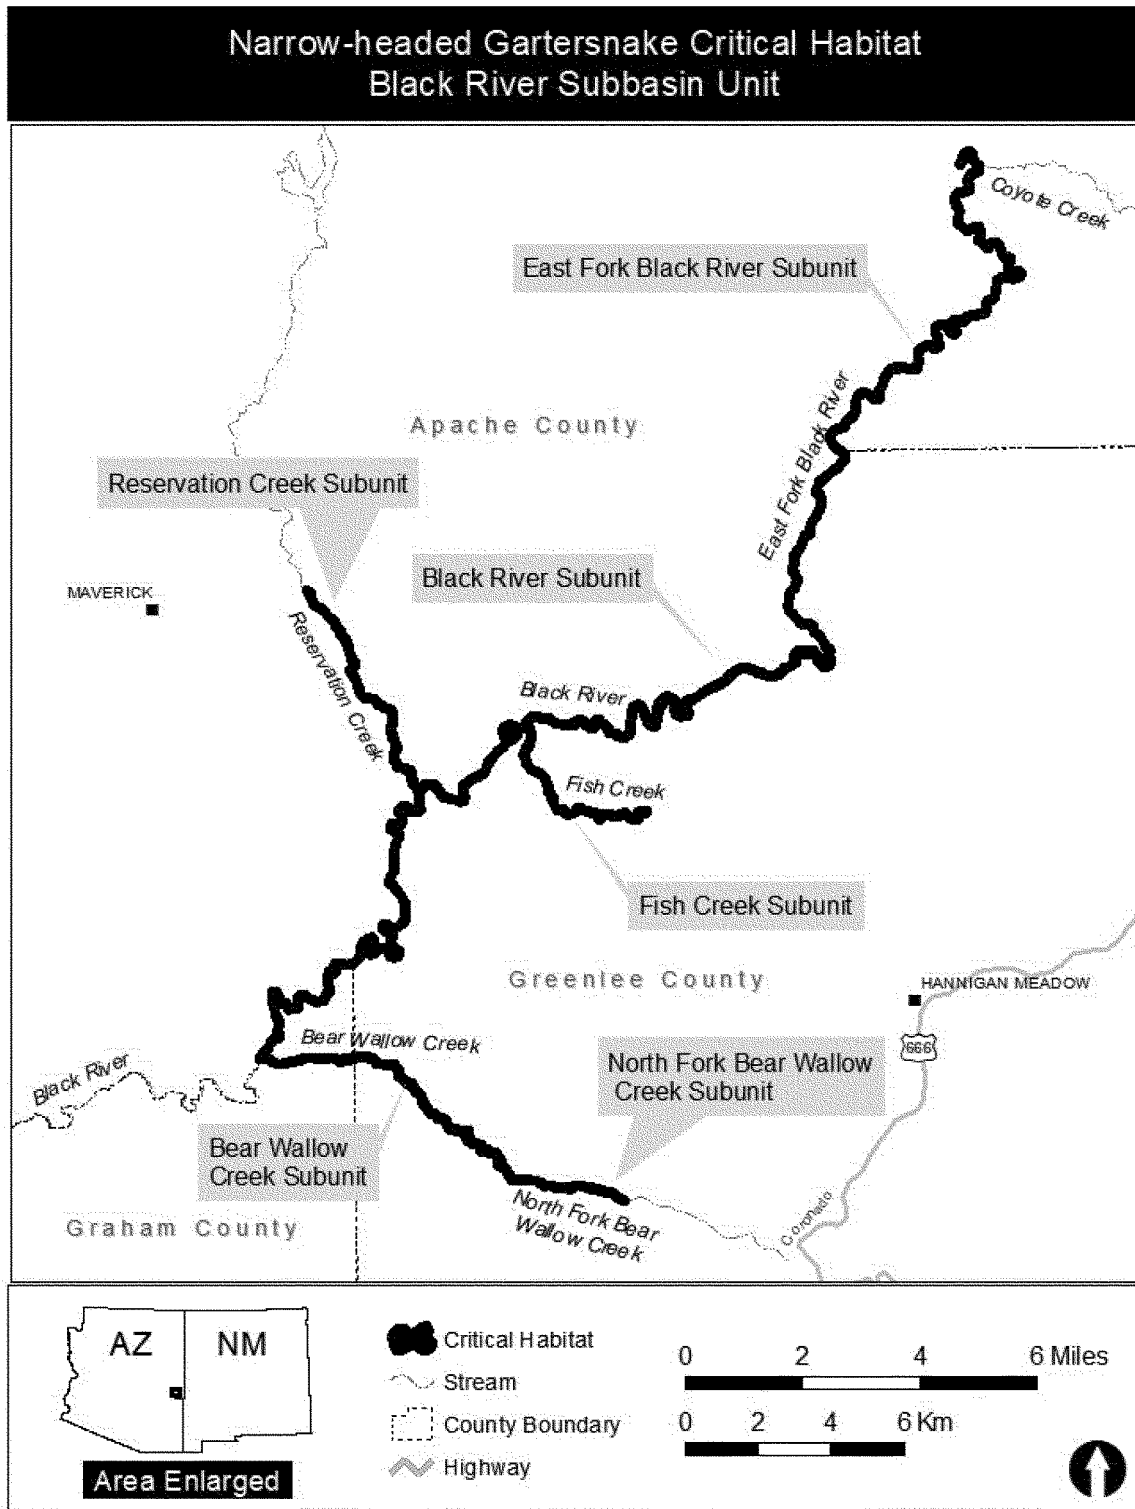 Narrow-headed Gartersnake Critical Habitat
Black River Subbasin Unit
Coyote Creek
East Fork Black River Subunit
East Fork Black River
Apache County
Reservation Creek Subunit
Black River Subunit
MAVERICK
Reservation Creek
Black River
Fish Creek
Fish Creek Subunit
Greenlee County
HANNIGAN MEADOW
666
Bear Wallow Creek
North Fork Bear Wallow
Creek Subunit
Black River
Bear Wallow
Creek Subunit
North Fork Bear
Wallow Creek
Coronado
Graham County
AZ
NM
Area Enlarged
Critical Habitat
Stream
County Boundary
Highway
0 2 4 6 Miles
0 2 4 6 Km